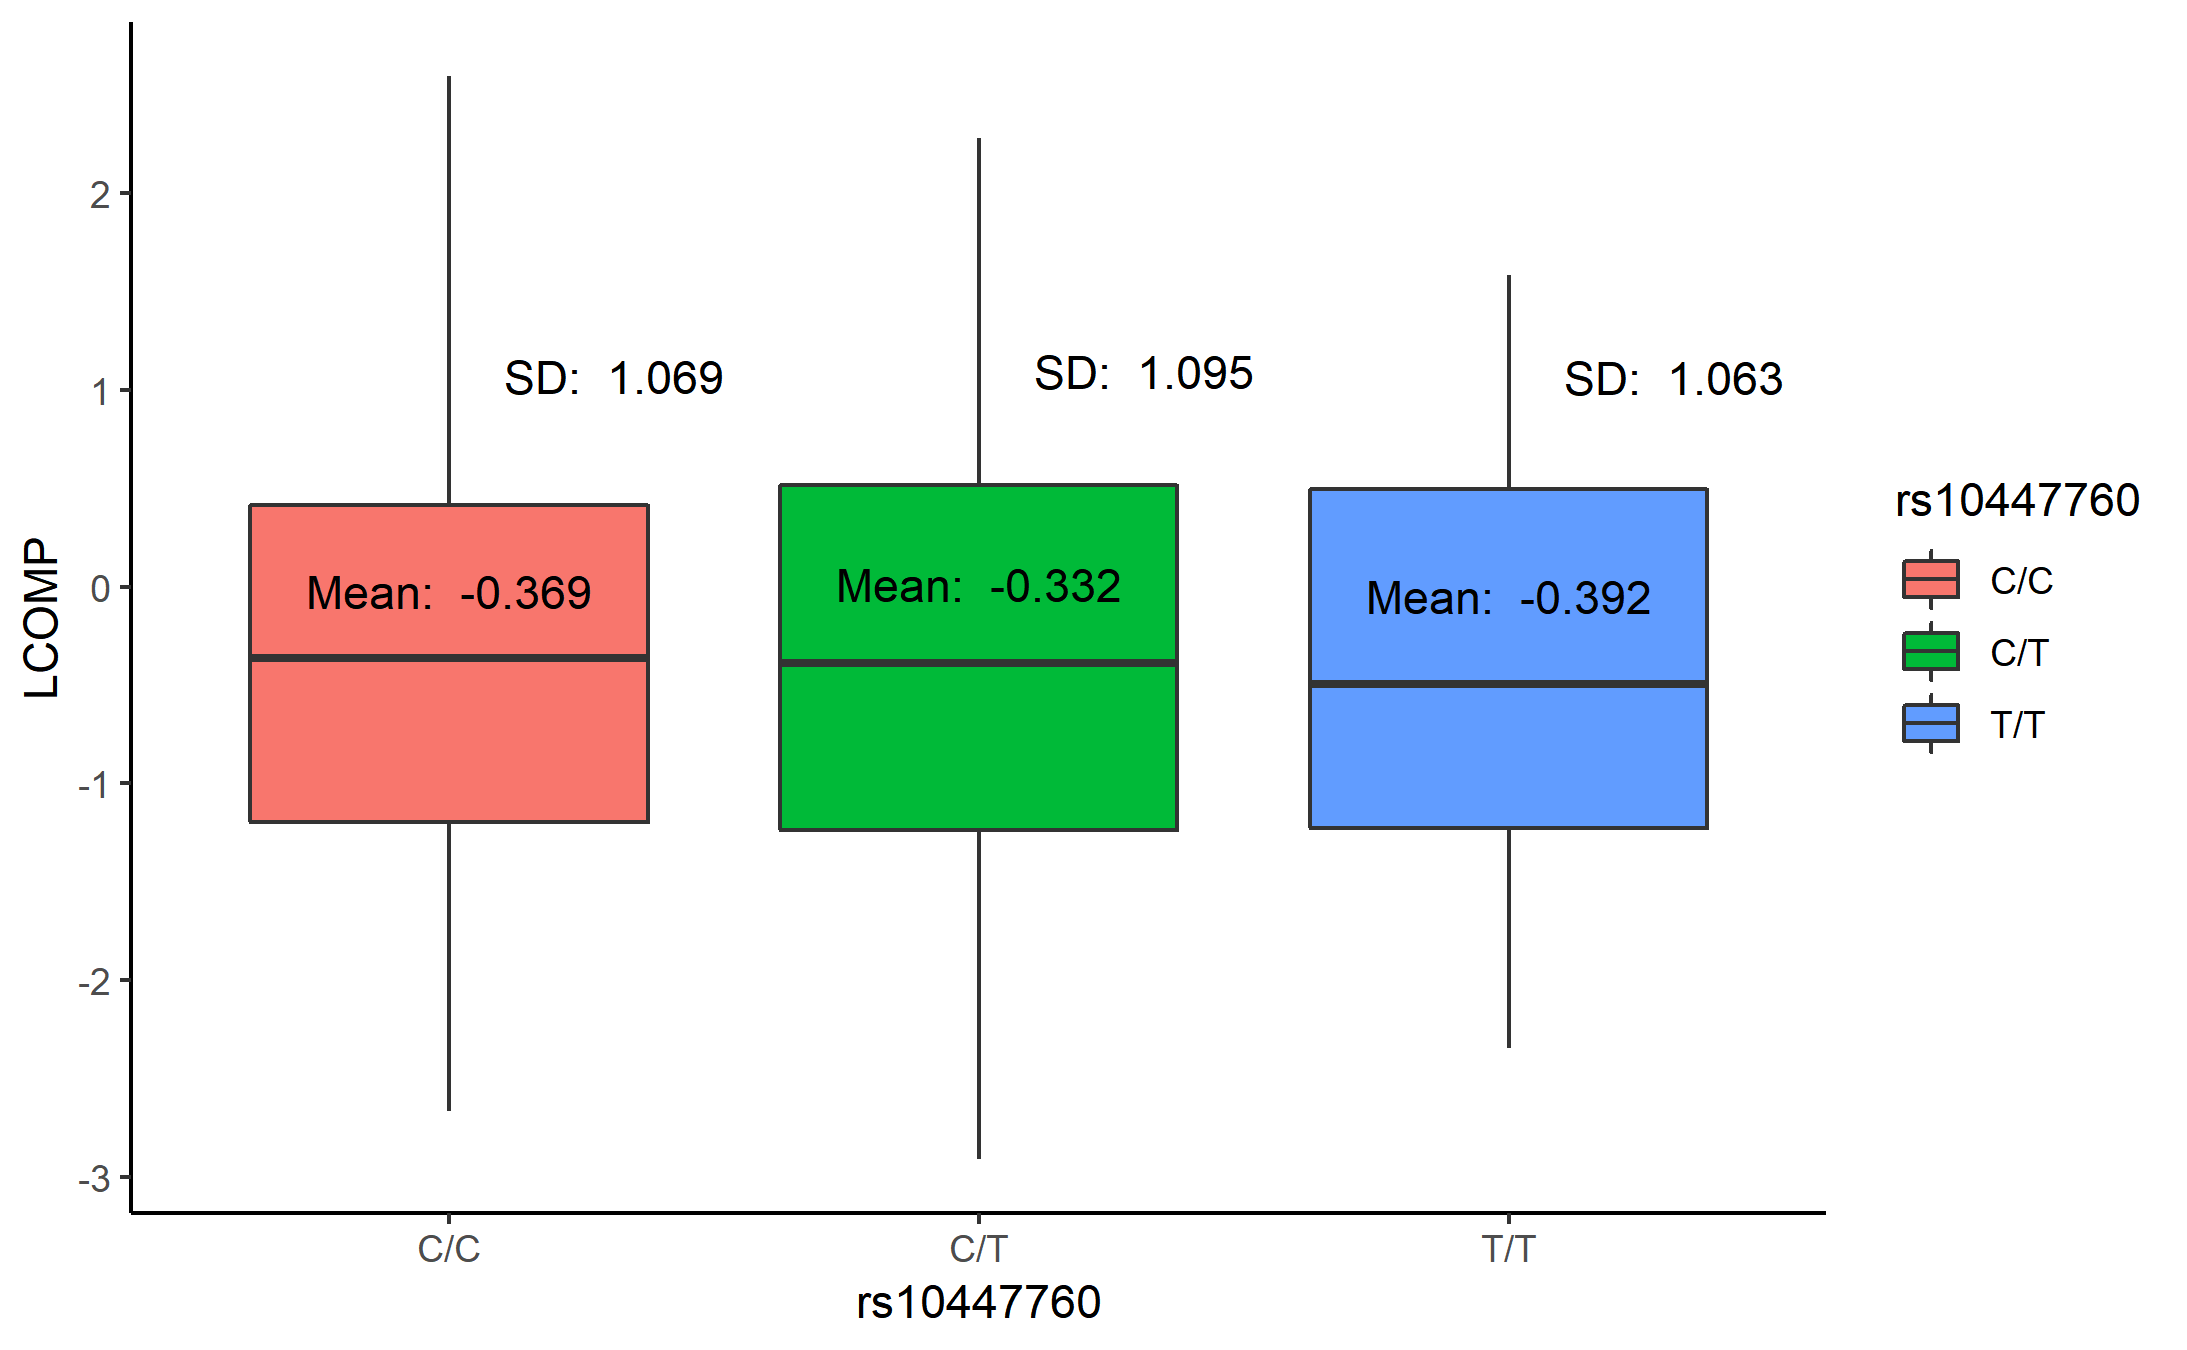 LCOMP
2
1
0
-1
-2
-3
SD:  1.069
SD:  1.095
SD:  1.063
Mean:  -0.369
Mean:  -0.332
Mean:  -0.392
C/C
C/T
T/T
rs10447760
rs10447760
C/C
C/T
T/T